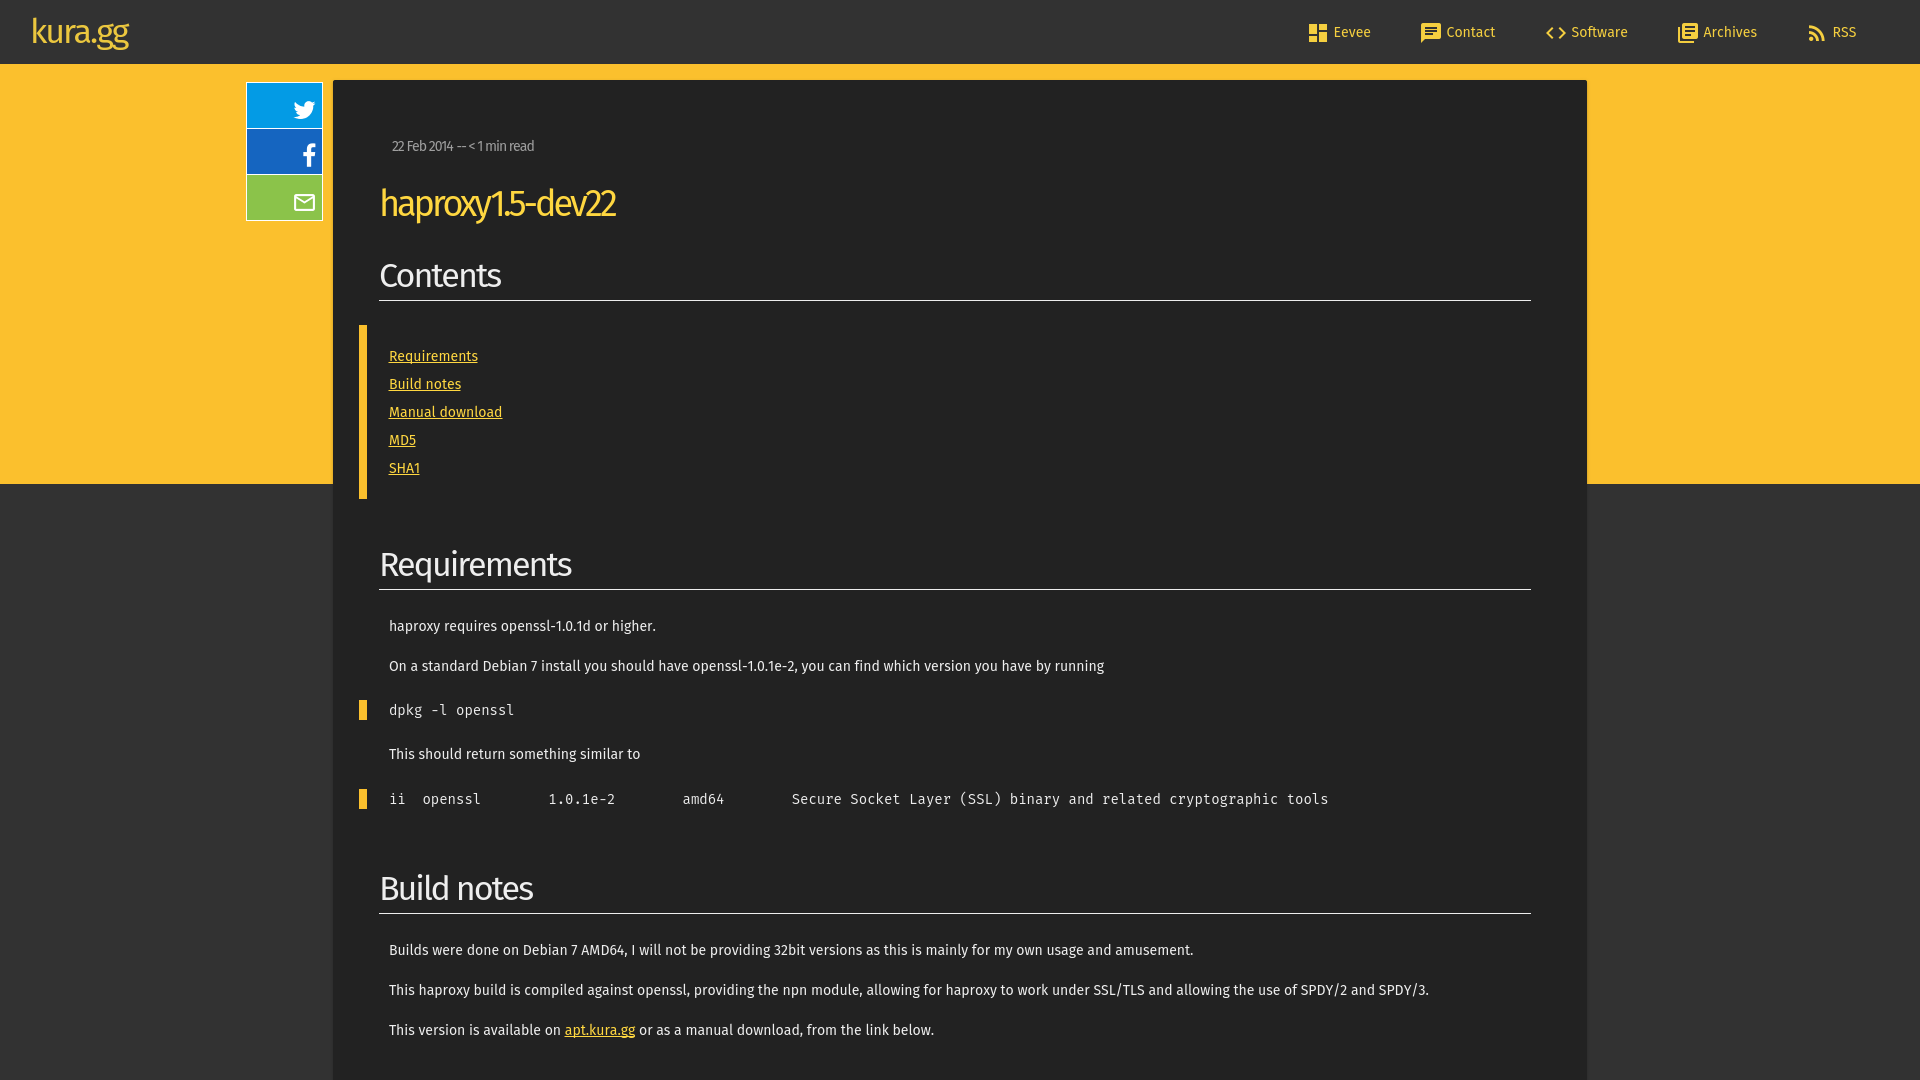 kura.gg
Eevee
Contact
Software
Archives
RSS
22 Feb 2014 -- < 1 min read
haproxy1.5-dev22
Contents
Requirements
Build notes
Manual download
MD5
SHA1
Requirements
haproxy requires openssl-1.0.1d or higher.
On a standard Debian 7 install you should have openssl-1.0.1e-2, you can find which version you have by running
dpkg -l openssl
This should return something similar to
ii  openssl        1.0.1e-2        amd64        Secure Socket Layer (SSL) binary and related cryptographic tools
Build notes
Builds were done on Debian 7 AMD64, I will not be providing 32bit versions as this is mainly for my own usage and amusement.
This haproxy build is compiled against openssl, providing the npn module, allowing for haproxy to work under SSL/TLS and allowing the use of SPDY/2 and SPDY/3.
This version is available on apt.kura.gg or as a manual download, from the link below.